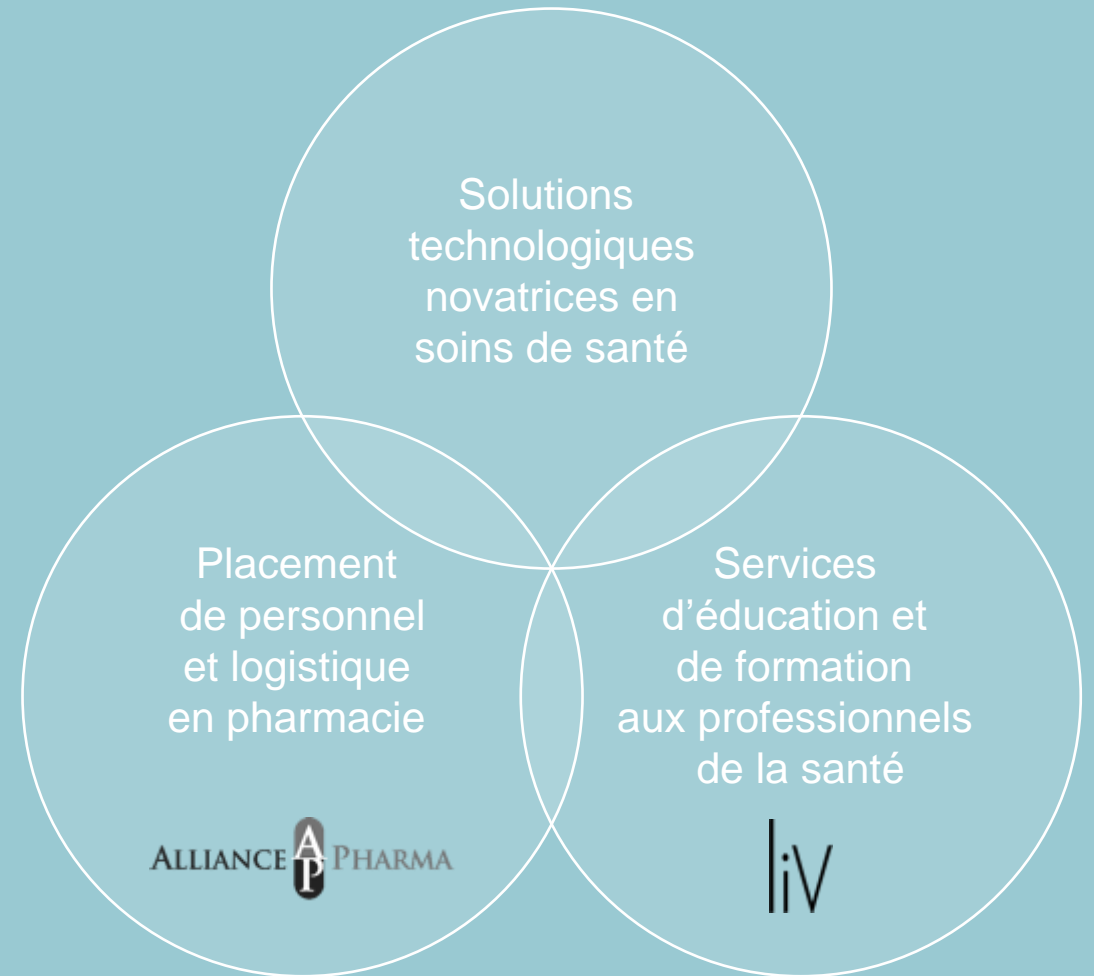 Solutions
technologiques
novatrices en
soins de santé
Placement
de personnel
et logistique
en pharmacie
ALLIANCE AP PHARMA
Services
d’éducation et
de formation
aux professionnels
de la santé
liv